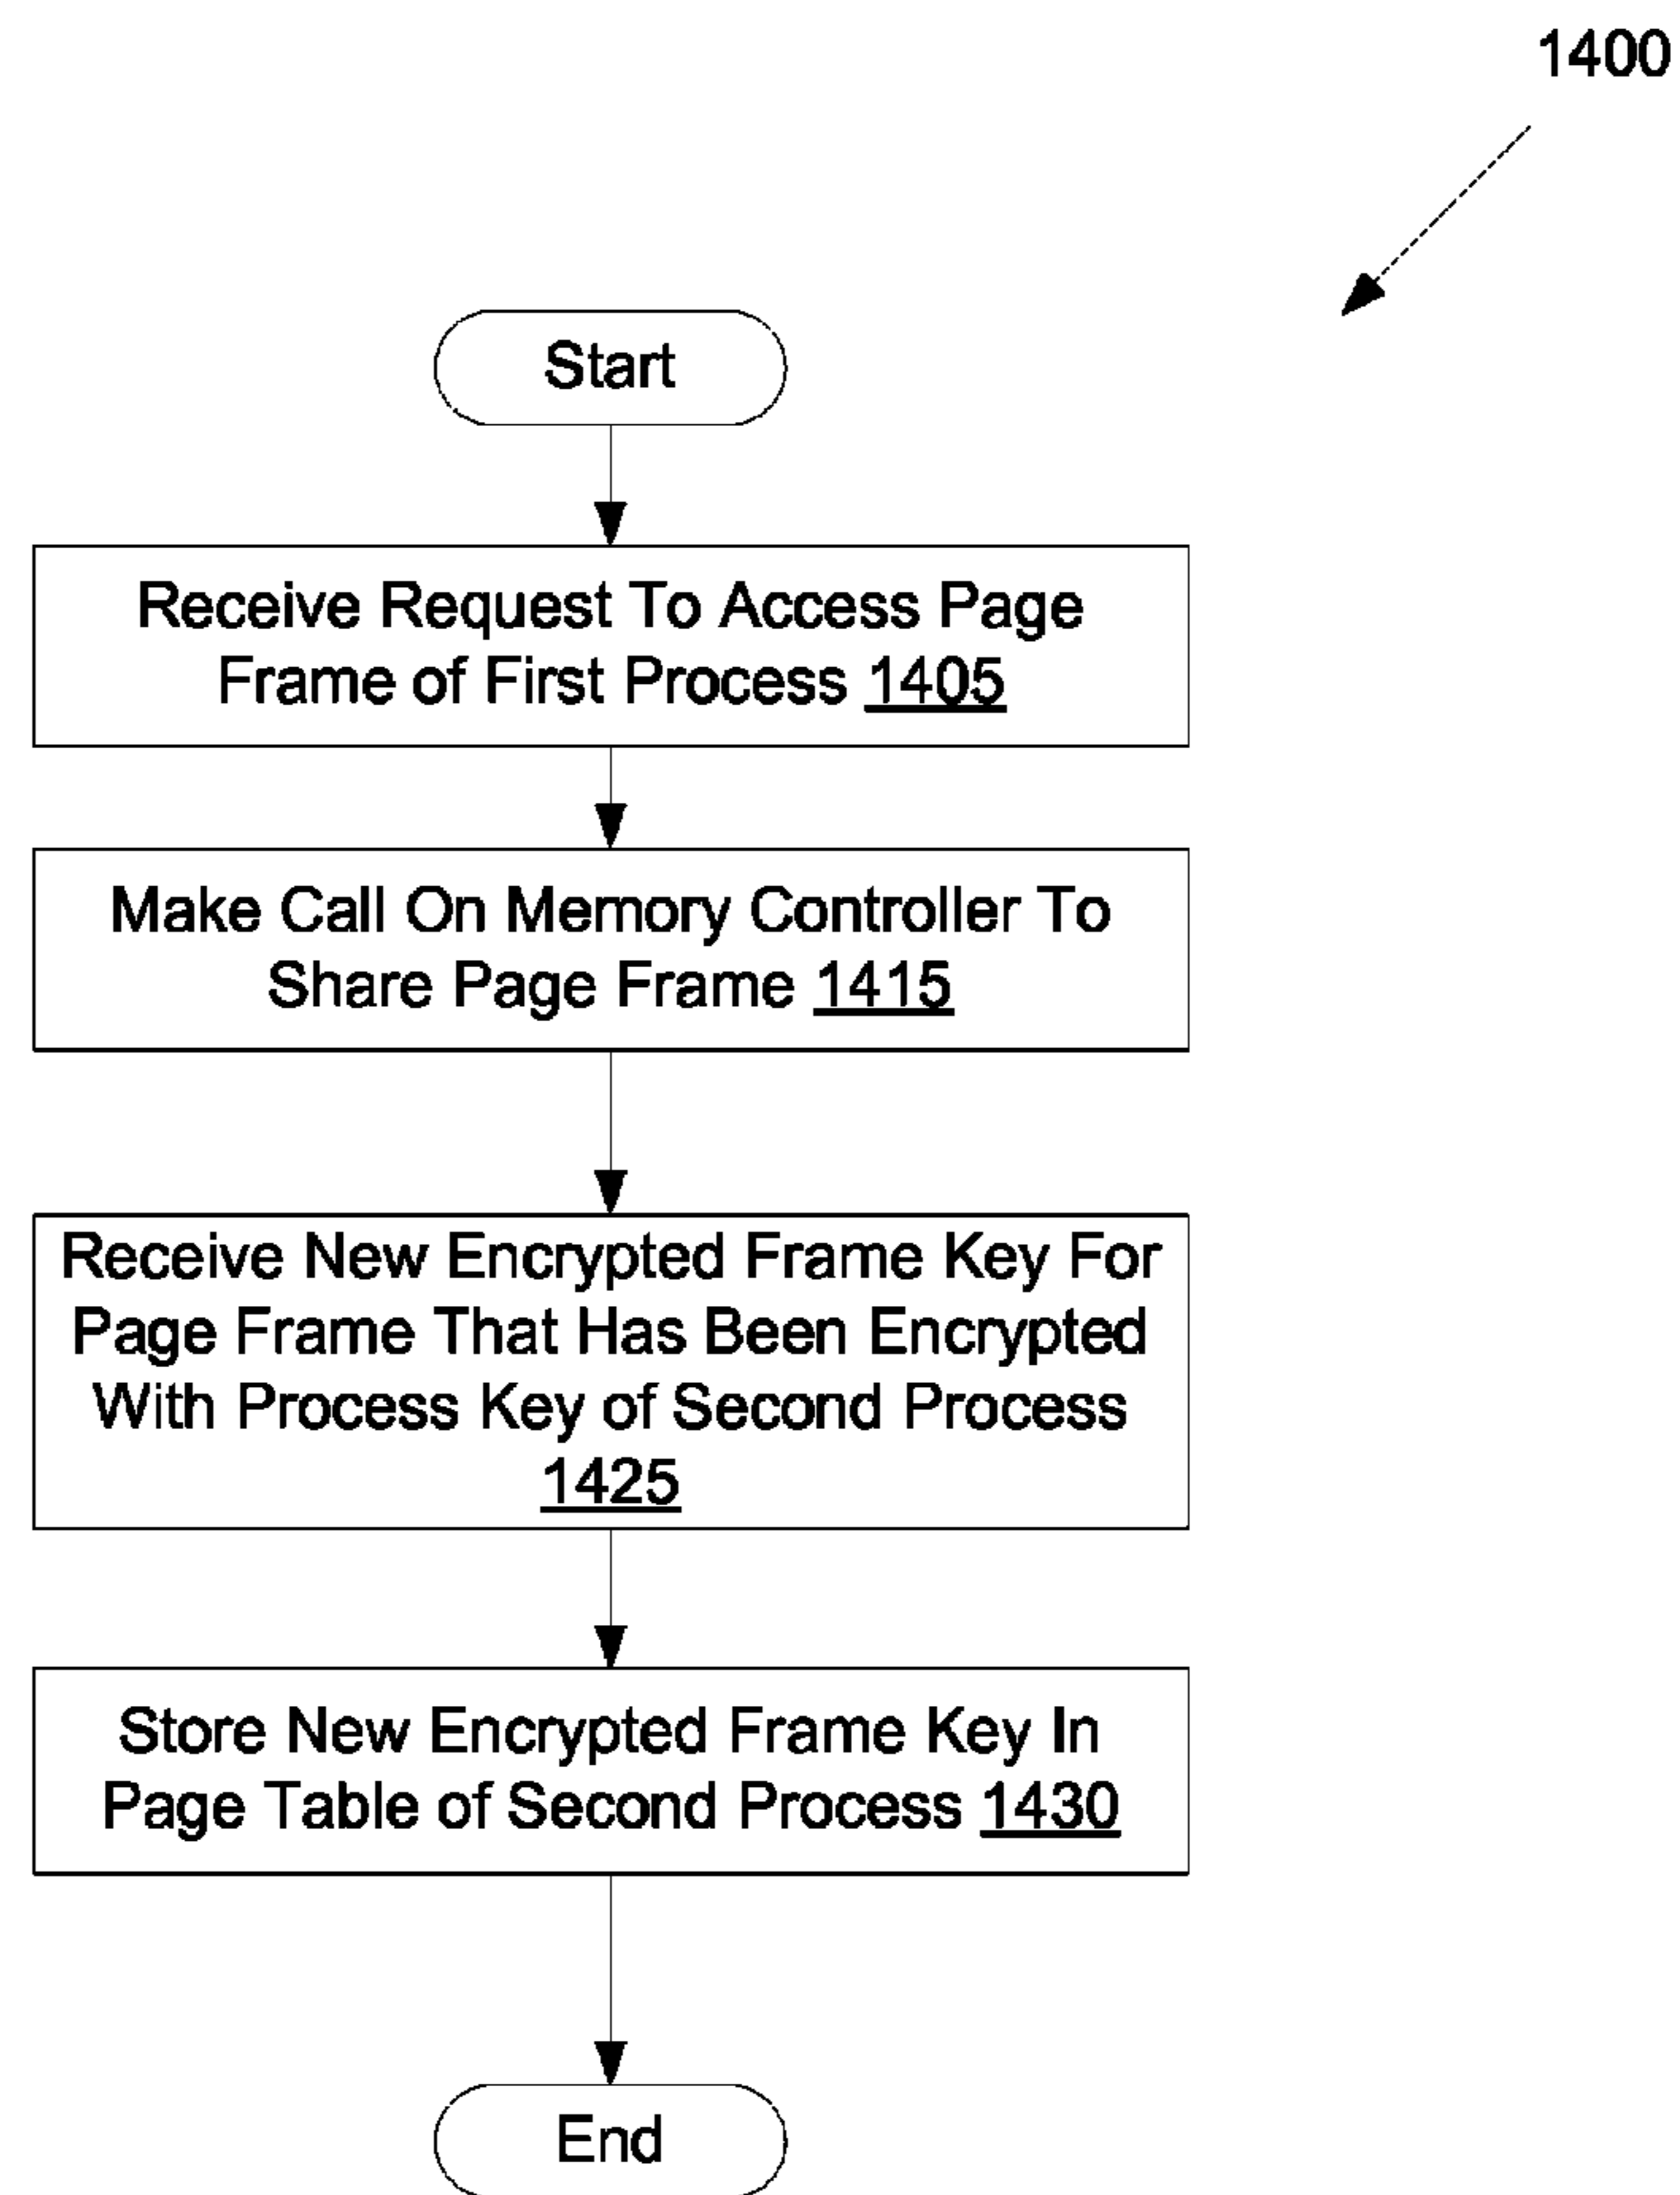 1400
Start
Receive Request To Access Page
Frame of First Process 1405
Make Call On Memory Controller To
Share Page Frame 1415
Receive New Encrypted Frame Key For
Page Frame That Has Been Encrypted
With Process Key of Second Process
1425
Store New Encrypted Frame Key In
Page Table of Second Process 1430
End